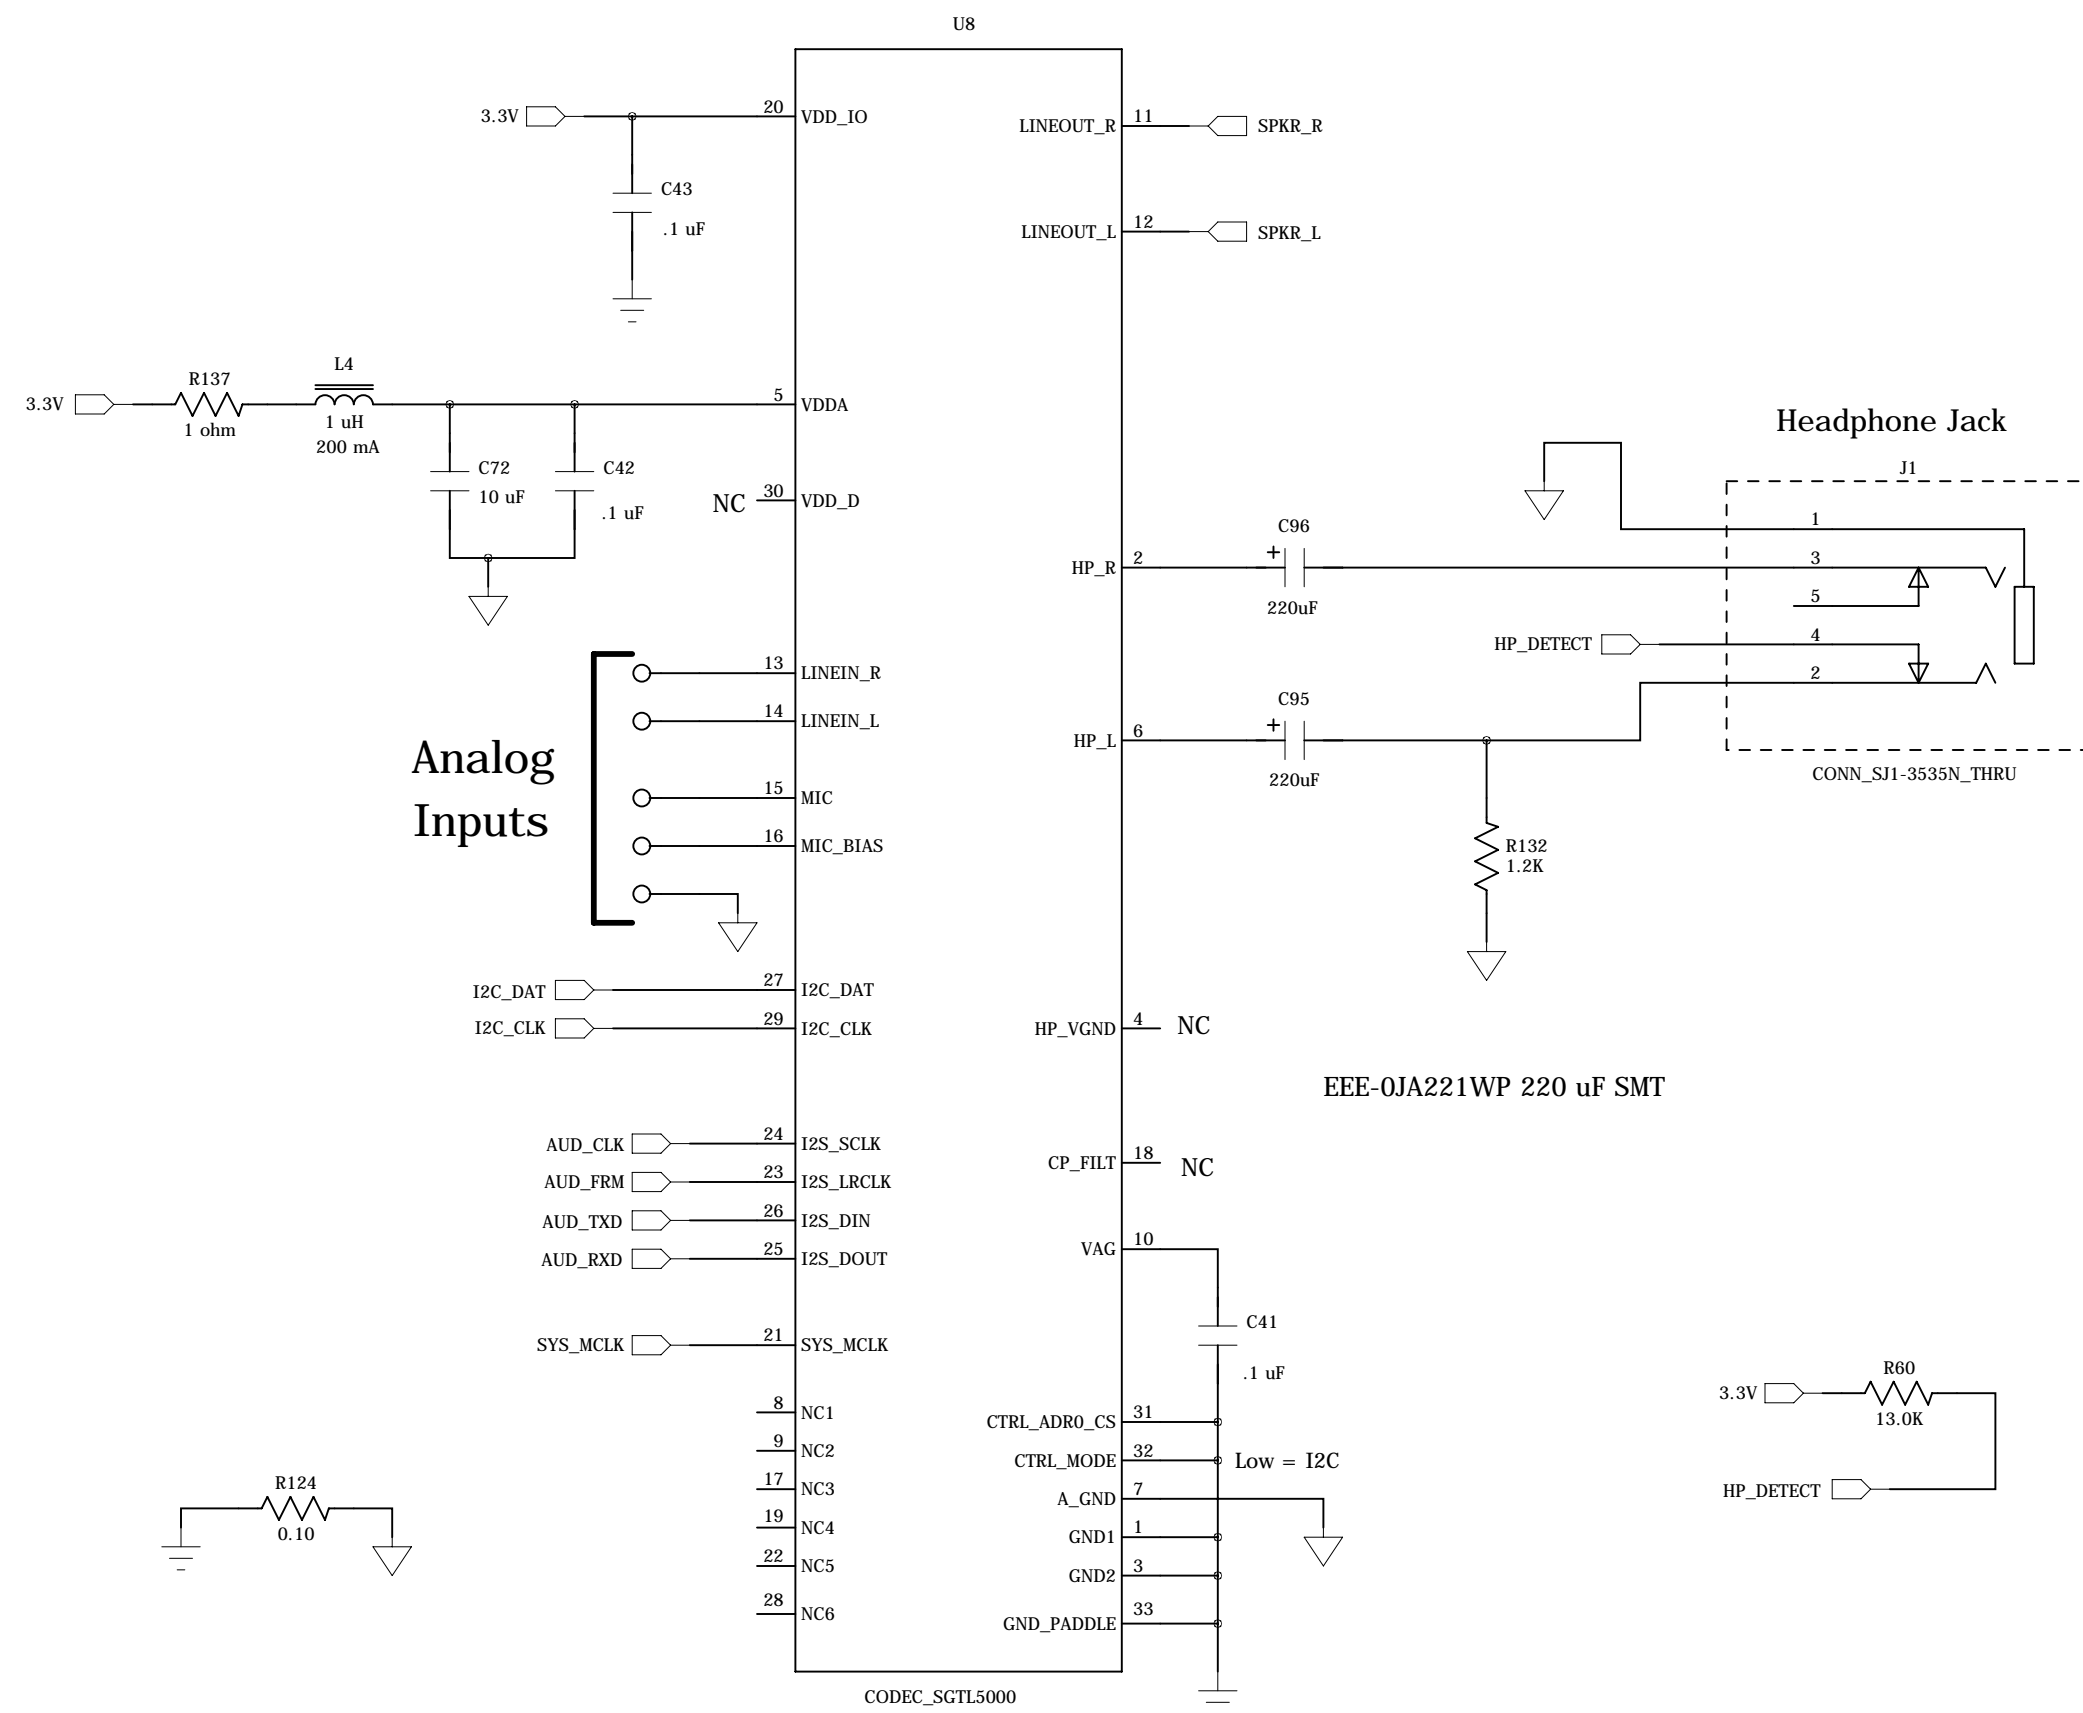 U8
3.3V
20
VDD_IO
C43
.1 uF
LINEOUT_R
11
SPKR_R
LINEOUT_L
12
SPKR_L
3.3V
R137
1 ohm
L4
1 uH
200 mA
5
VDDA
C72
10 uF
C42
.1 uF
NC
30
VDD_D
Headphone Jack
J1
1
3
5
4
2
CONN_SJ1-3535N_THRU
HP_R
2
C96
+
220uF
HP_DETECT
HP_L
6
C95
+
220uF
R132
1.2K
Analog
Inputs
13
LINEIN_R
14
LINEIN_L
15
MIC
16
MIC_BIAS
I2C_DAT
27
I2C_DAT
I2C_CLK
29
I2C_CLK
HP_VGND
4
NC
EEE-0JA221WP 220 uF SMT
AUD_CLK
24
I2S_SCLK
AUD_FRM
23
I2S_LRCLK
AUD_TXD
26
I2S_DIN
AUD_RXD
25
I2S_DOUT
SYS_MCLK
21
SYS_MCLK
CP_FILT
18
NC
VAG
10
C41
.1 uF
8
NC1
9
NC2
17
NC3
19
NC4
22
NC5
28
NC6
CTRL_ADR0_CS
31
CTRL_MODE
32
Low = I2C
A_GND
7
GND1
1
GND2
3
GND_PADDLE
33
R124
0.10
3.3V
R60
13.0K
HP_DETECT
CODEC_SGTL5000